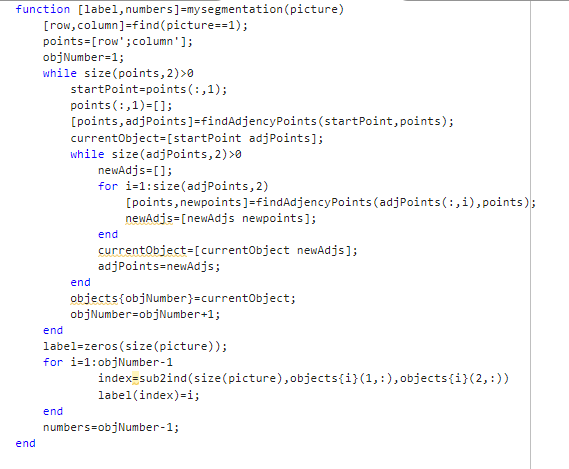 function [label,numbers]=mysegmentation(picture)
[row,column]=find(picture==1);
points=[row';column'];
objNumber=1;
while size(points,2)>0
startPoint=points(:,1);
points(:,1)=[];
[points,adjPoints]=findAdjencyPoints(startPoint,points);
currentObject=[startPoint adjPoints];
while size(adjPoints,2)>0
newAdjs=[];
for i=1:size(adjPoints,2)
[points,newpoints]=findAdjencyPoints(adjPoints(:,i),points);
newAdjs=[newAdjs newpoints];
end
currentObject=[currentObject newAdjs];
adjPoints=newAdjs;
end
objects{objNumber}=currentObject;
objNumber=objNumber+1;
end
label=zeros(size(picture));
for i=1:objNumber-1
index=sub2ind(size(picture),objects{i}(1,:),objects{i}(2,:))
label(index)=i;
end
numbers=objNumber-1;
end